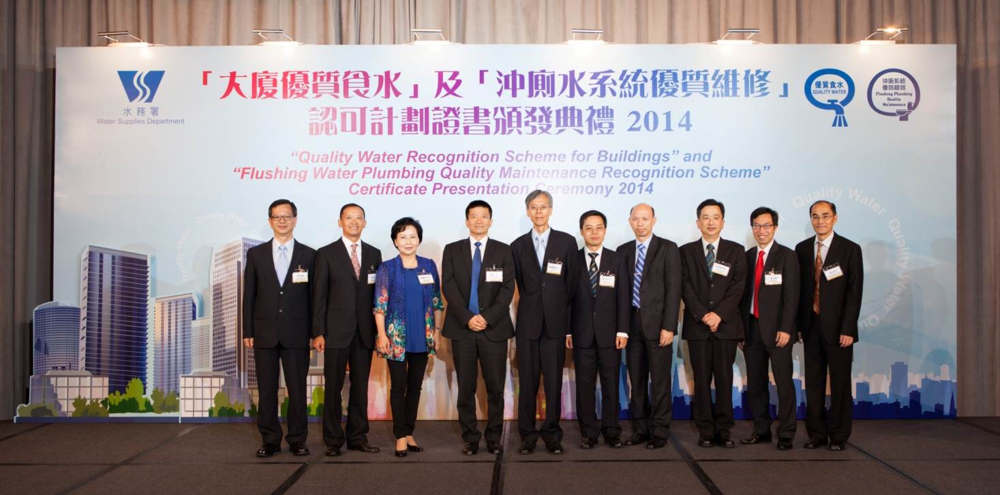 「大廈優質食水」及「沖廁水系統優質維修」
認可計劃證書頒發典禮 2014
水務署
Water Supplies Department
優質食水
QUALITY WATER
沖廁系統
優質維修
Flushing Plumbing
Quality
Maintenance
“Quality Water Recognition Scheme for Buildings” and
“Flushing Water Plumbing Quality Maintenance Recognition Scheme”
Certificate Presentation Ceremony 2014
Quality Water
Quality Water
Quality Water
Quality Water